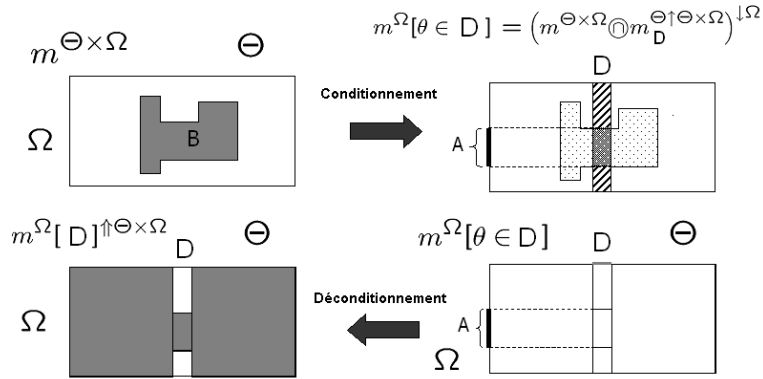 m^{Θ×Ω} Θ
m^Ω[θ ∈ D] = (m^{Θ×Ω} ∩ m_D^{Θ↑Θ×Ω})^{↓Ω}
D
Conditionnement
Ω
B
A
m^Ω[D]^{⇑Θ×Ω} Θ
D
m^Ω[θ ∈ D] Θ
D
Déconditionnement
Ω
A
Ω